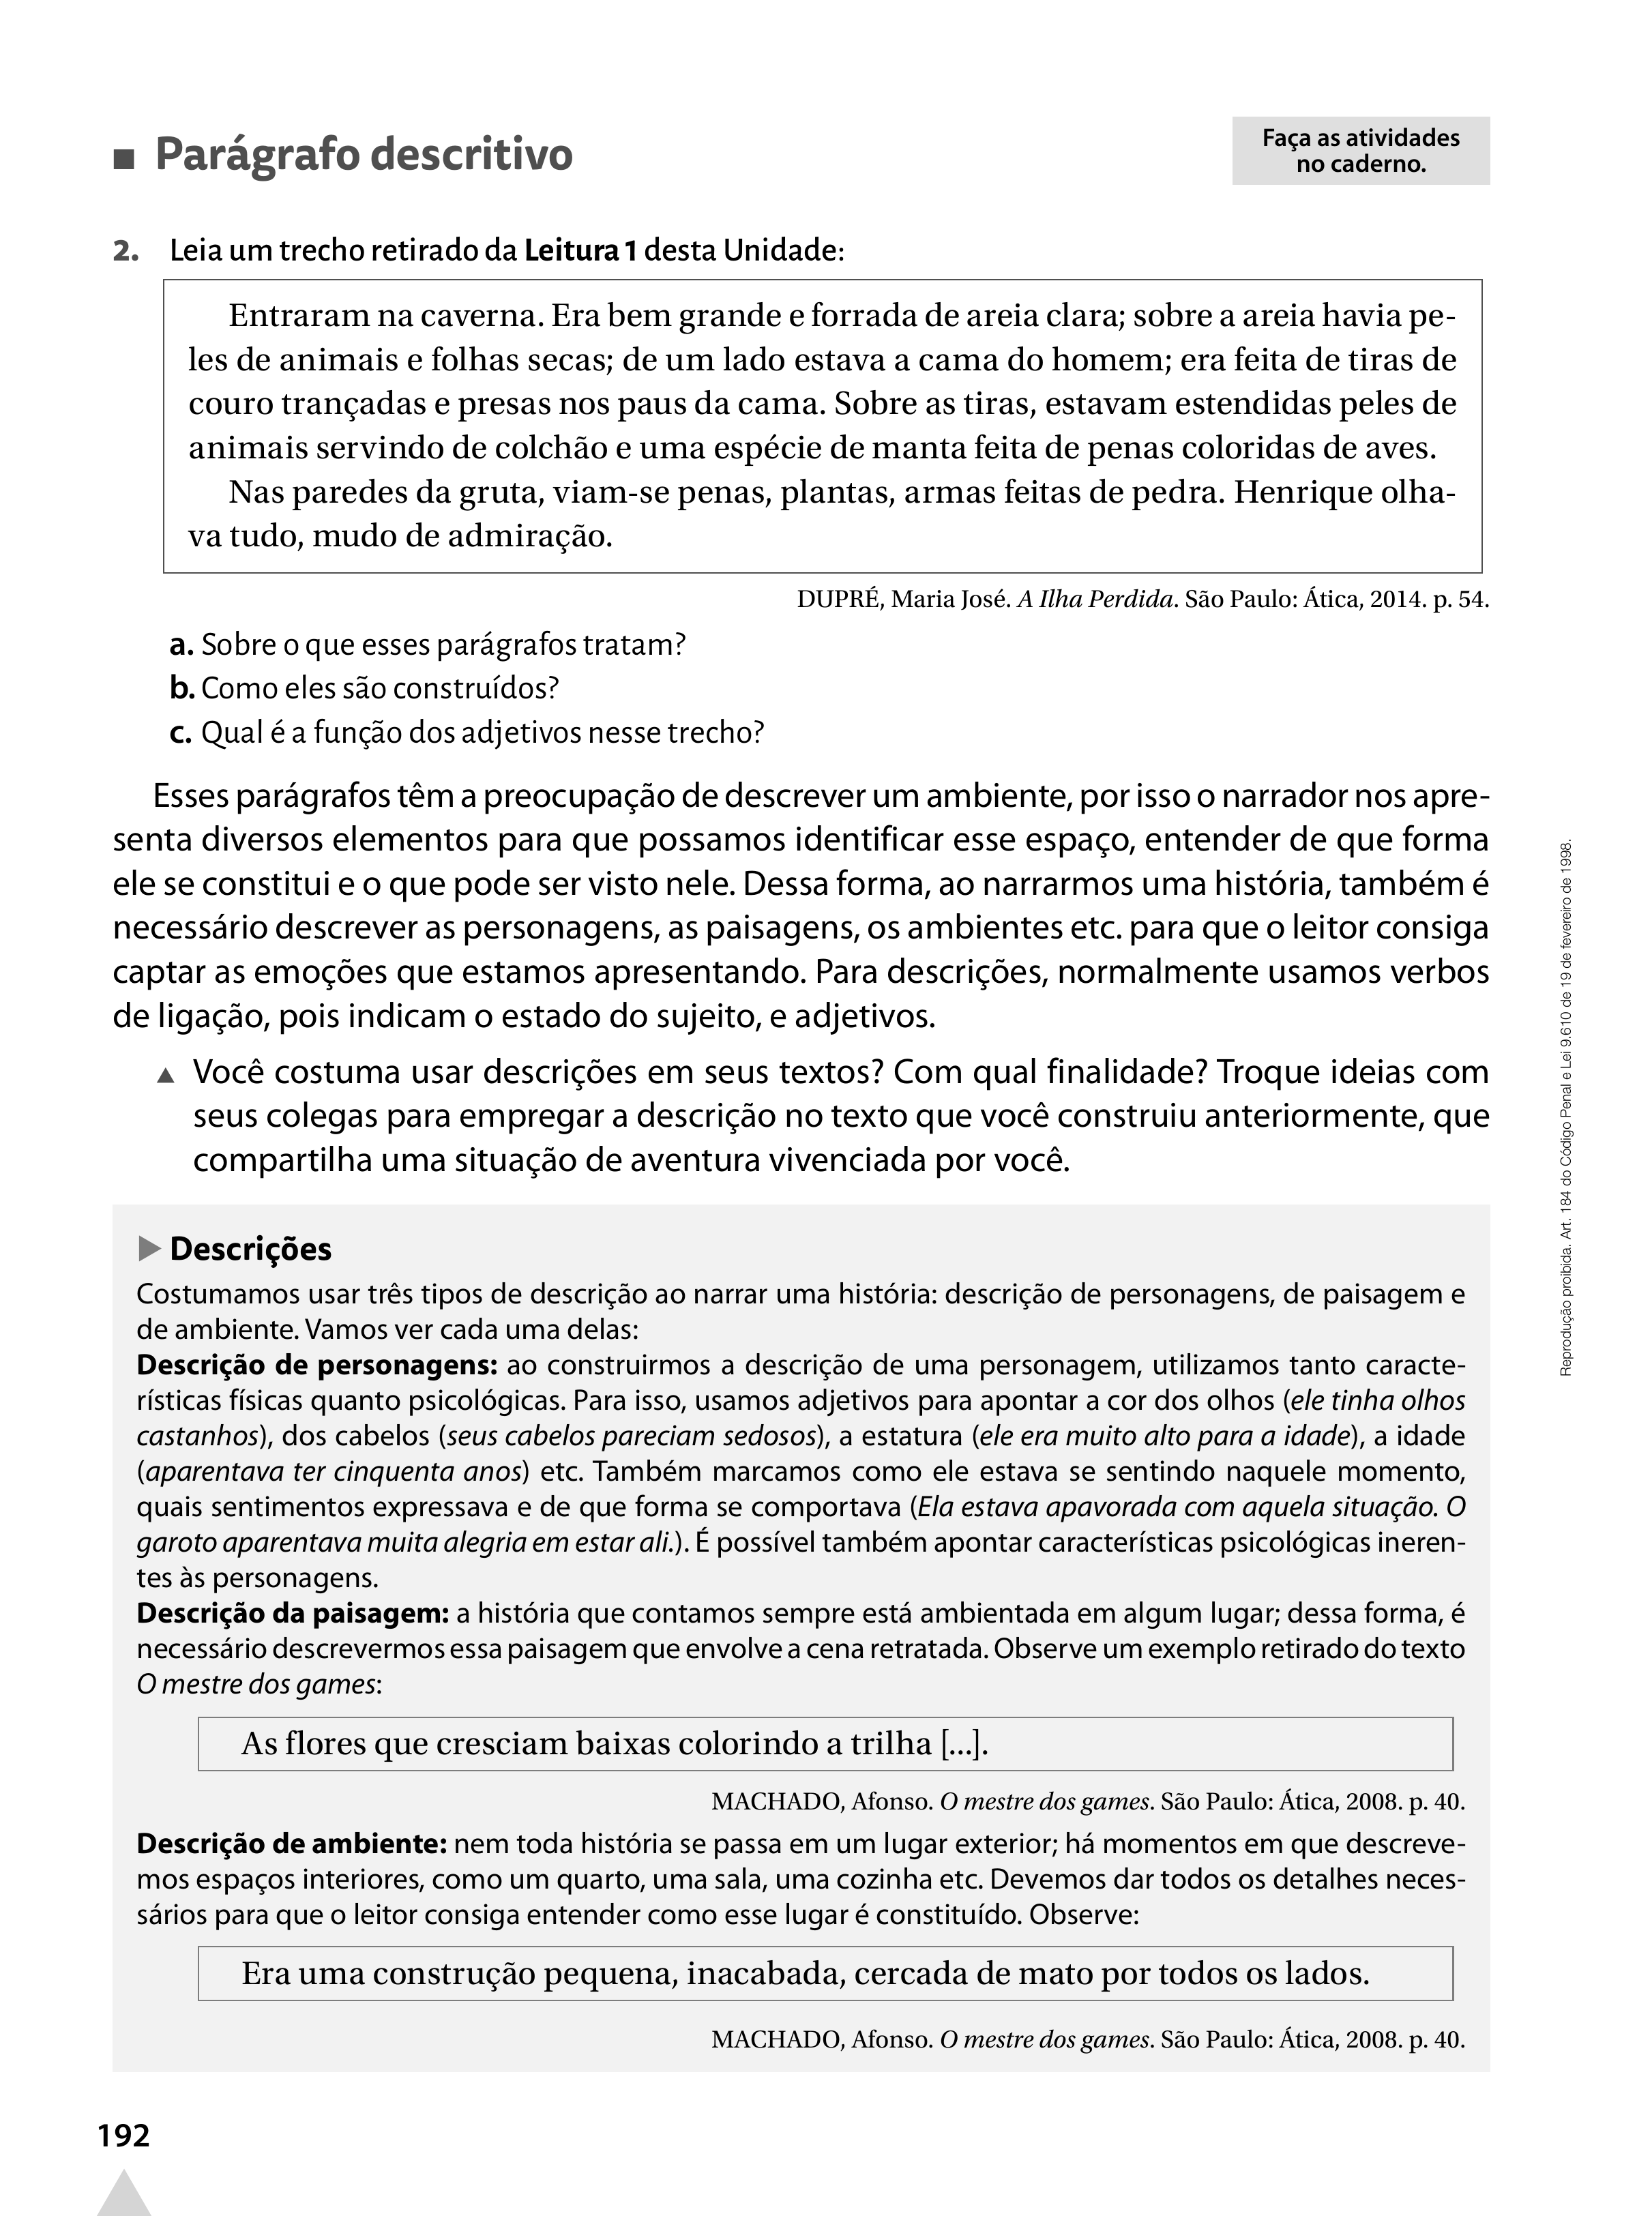 Parágrafo descritivo
Faça as atividades
no caderno.
2. Leia um trecho retirado da Leitura 1 desta Unidade:
Entraram na caverna. Era bem grande e forrada de areia clara; sobre a areia havia pe-
les de animais e folhas secas; de um lado estava a cama do homem; era feita de tiras de
couro trançadas e presas nos paus da cama. Sobre as tiras, estavam estendidas peles de
animais servindo de colchão e uma espécie de manta feita de penas coloridas de aves.
Nas paredes da gruta, viam-se penas, plantas, armas feitas de pedra. Henrique olha-
va tudo, mudo de admiração.
DUPRÉ, Maria José. A Ilha Perdida. São Paulo: Ática, 2014. p. 54.
a. Sobre o que esses parágrafos tratam?
b. Como eles são construídos?
c. Qual é a função dos adjetivos nesse trecho?
Esses parágrafos têm a preocupação de descrever um ambiente, por isso o narrador nos apre-
senta diversos elementos para que possamos identificar esse espaço, entender de que forma
ele se constitui e o que pode ser visto nele. Dessa forma, ao narrarmos uma história, também é
necessário descrever as personagens, as paisagens, os ambientes etc. para que o leitor consiga
captar as emoções que estamos apresentando. Para descrições, normalmente usamos verbos
de ligação, pois indicam o estado do sujeito, e adjetivos.
Você costuma usar descrições em seus textos? Com qual finalidade? Troque ideias com
seus colegas para empregar a descrição no texto que você construiu anteriormente, que
compartilha uma situação de aventura vivenciada por você.
Descrições
Costumamos usar três tipos de descrição ao narrar uma história: descrição de personagens, de paisagem e
de ambiente. Vamos ver cada uma delas:
Descrição de personagens: ao construirmos a descrição de uma personagem, utilizamos tanto caracte-
rísticas físicas quanto psicológicas. Para isso, usamos adjetivos para apontar a cor dos olhos (ele tinha olhos
castanhos), dos cabelos (seus cabelos pareciam sedosos), a estatura (ele era muito alto para a idade), a idade
(aparentava ter cinquenta anos) etc. Também marcamos como ele estava se sentindo naquele momento,
quais sentimentos expressava e de que forma se comportava (Ela estava apavorada com aquela situação. O
garoto aparentava muita alegria em estar ali.). É possível também apontar características psicológicas ineren-
tes às personagens.
Descrição da paisagem: a história que contamos sempre está ambientada em algum lugar; dessa forma, é
necessário descrevermos essa paisagem que envolve a cena retratada. Observe um exemplo retirado do texto
O mestre dos games:
As flores que cresciam baixas colorindo a trilha [...].
MACHADO, Afonso. O mestre dos games. São Paulo: Ática, 2008. p. 40.
Descrição de ambiente: nem toda história se passa em um lugar exterior; há momentos em que descreve-
mos espaços interiores, como um quarto, uma sala, uma cozinha etc. Devemos dar todos os detalhes neces-
sários para que o leitor consiga entender como esse lugar é constituído. Observe:
Era uma construção pequena, inacabada, cercada de mato por todos os lados.
MACHADO, Afonso. O mestre dos games. São Paulo: Ática, 2008. p. 40.
192
Reprodução proibida. Art. 184 do Código Penal e Lei 9.610 de 19 de fevereiro de 1998.